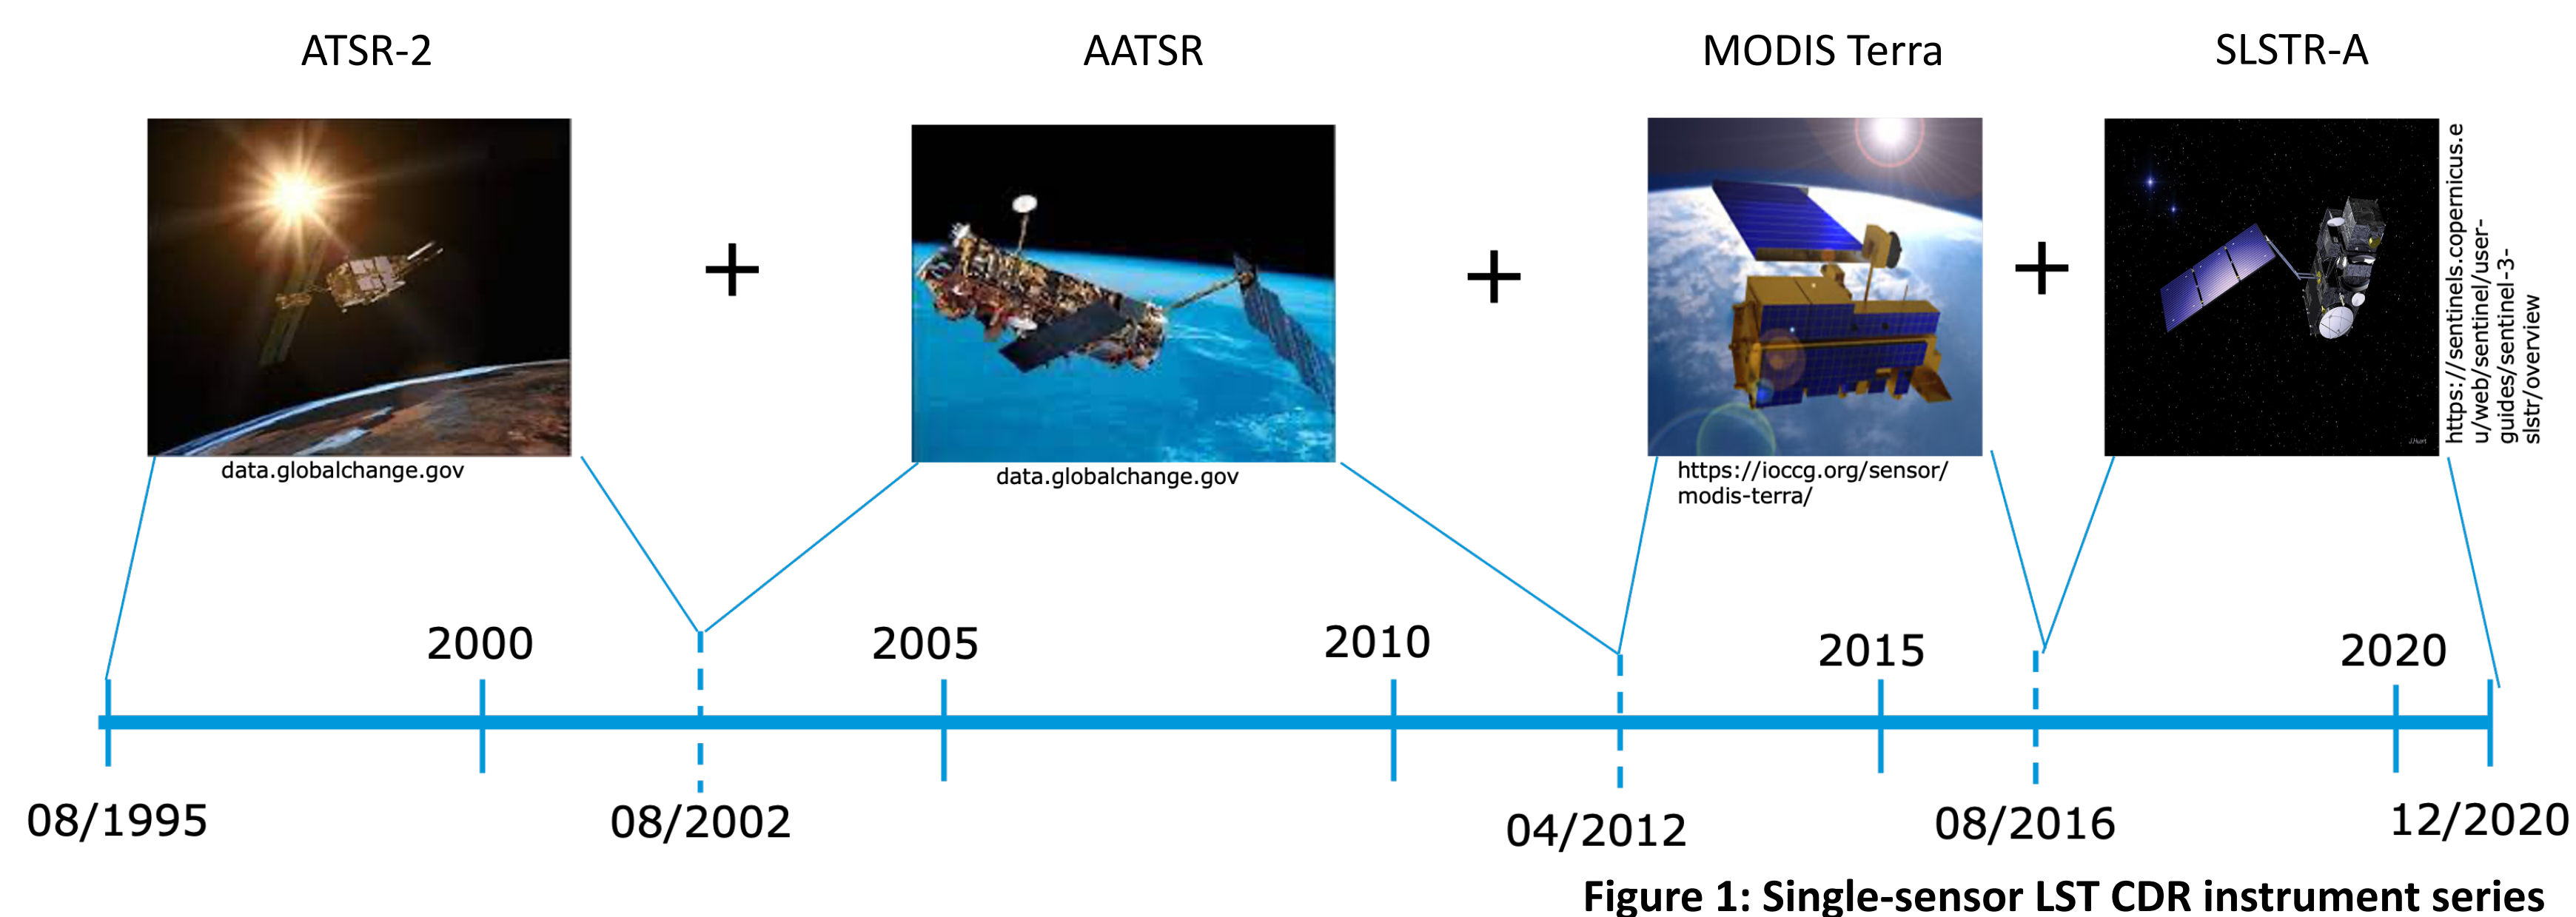 ATSR-2
AATSR
MODIS Terra
SLSTR-A
data.globalchange.gov
data.globalchange.gov
https://ioccg.org/sensor/
modis-terra/
https://sentinels.copernicus.e
u/web/sentinel/user-
guides/sentinel-3-
slstr/overview
2000
2005
2010
2015
2020
08/1995
08/2002
04/2012
08/2016
12/2020
Figure 1: Single-sensor LST CDR instrument series